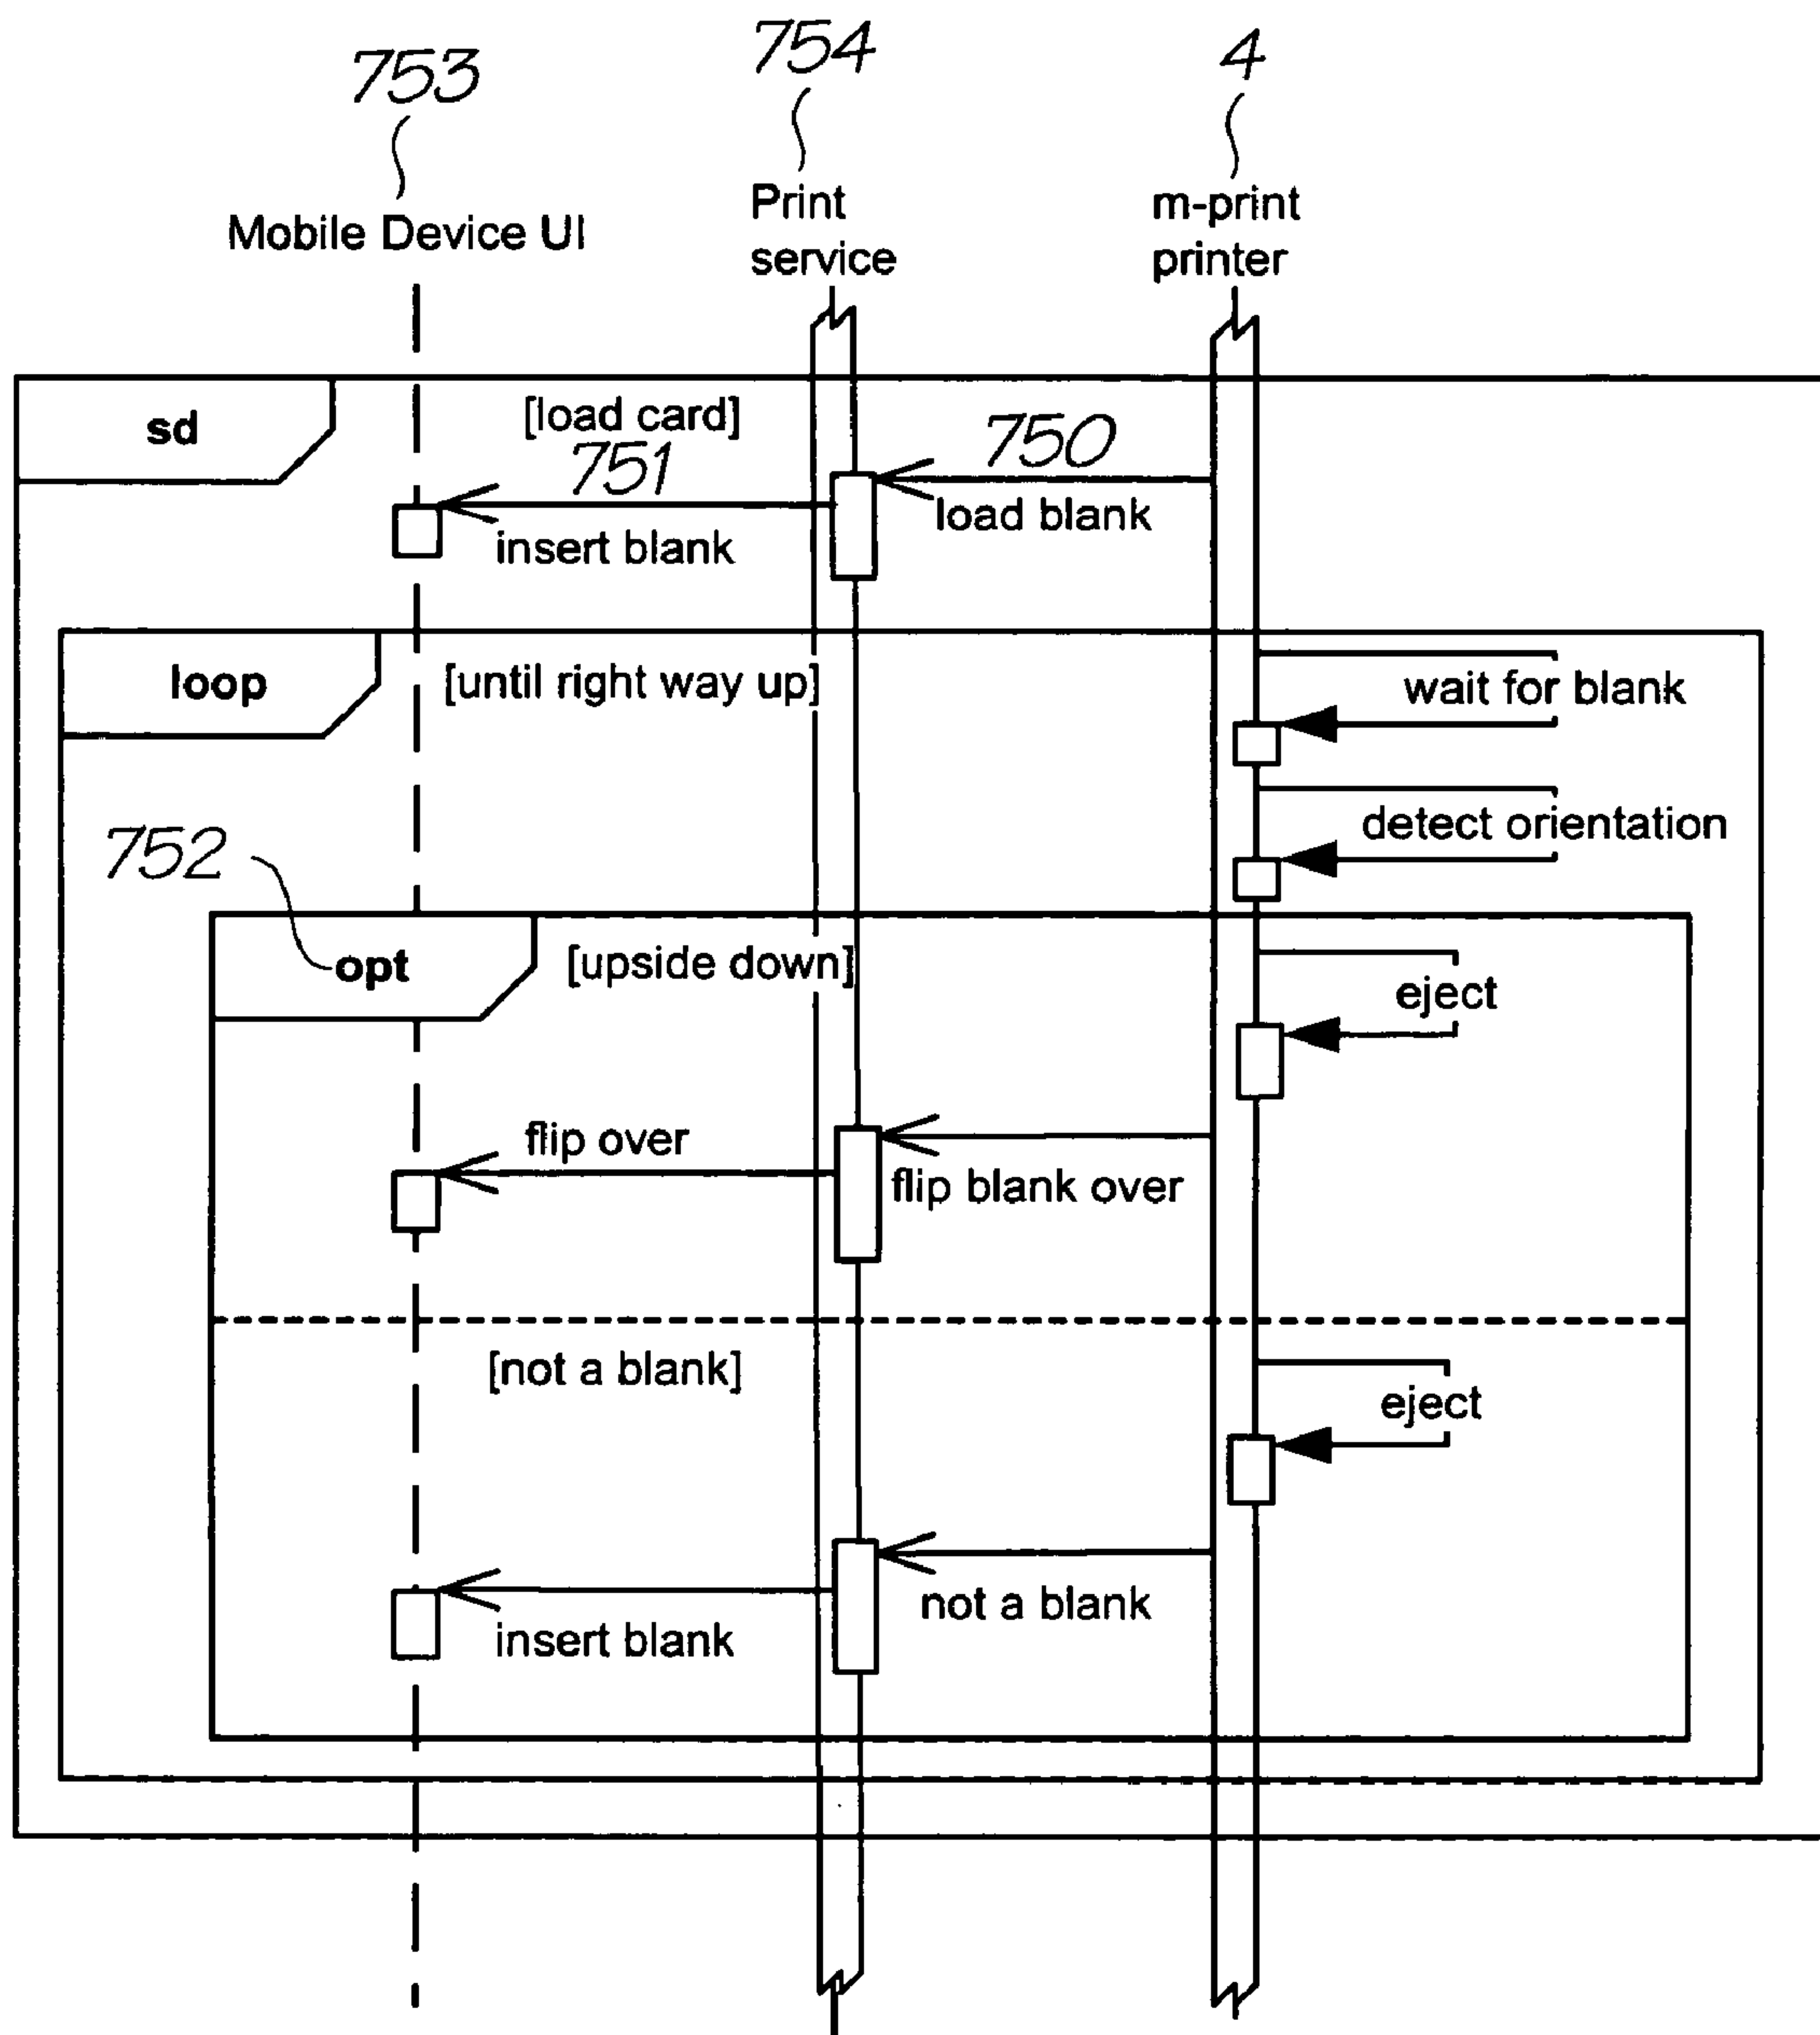 753
754
4
Mobile Device UI
Print
service
m-print
printer
sd
[load card]
751
750
insert blank
load blank
loop
[until right way up]
wait for blank
detect orientation
752
opt
[upside down]
eject
flip over
flip blank over
[not a blank]
eject
insert blank
not a blank